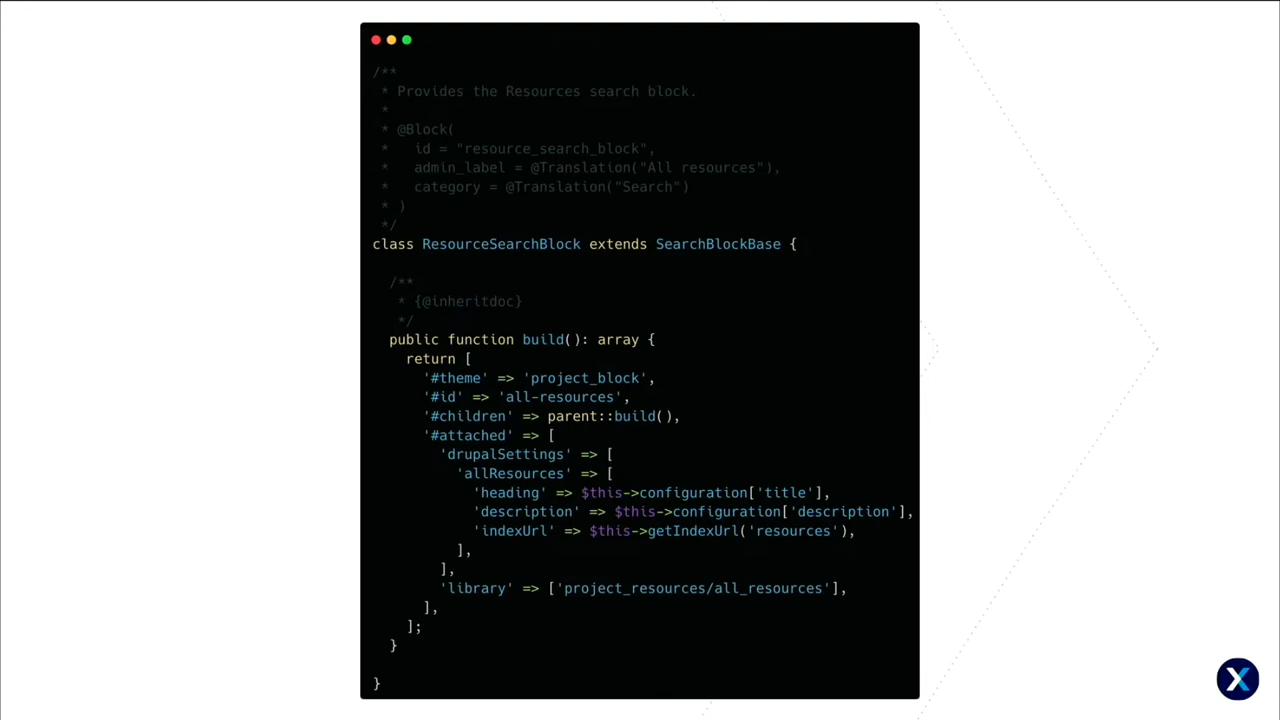 /**
 * Provides the Resources search block.
 *
 * @Block(
 *   id = "resource_search_block",
 *   admin_label = @Translation("All resources"),
 *   category = @Translation("Search")
 * )
 */
class ResourceSearchBlock extends SearchBlockBase {
  /**
   * {@inheritdoc}
   */
  public function build(): array {
    return [
      '#theme' => 'project_block',
      '#id' => 'all-resources',
      '#children' => parent::build(),
      '#attached' => [
        'drupalSettings' => [
          'allResources' => [
            'heading' => $this->configuration['title'],
            'description' => $this->configuration['description'],
            'indexUrl' => $this->getIndexUrl('resources'),
          ],
        ],
        'library' => ['project_resources/all_resources'],
      ],
    ];
  }
}
X